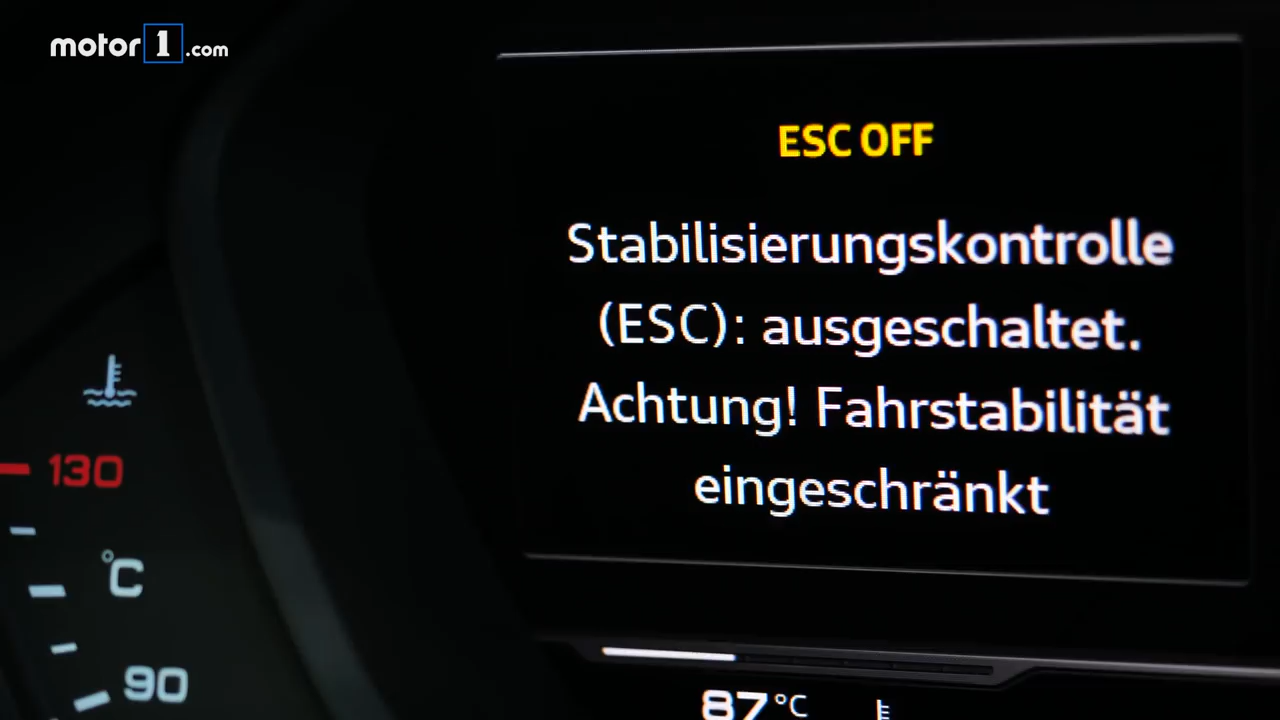 motor1.com
ESC OFF
Stabilisierungskontrolle
(ESC): ausgeschaltet.
Achtung! Fahrstabilität
eingeschränkt
130
°C
90
87°C